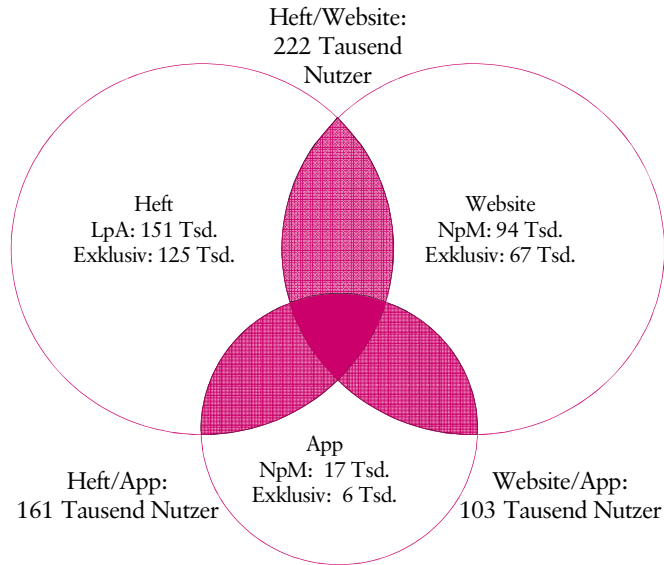 Heft/Website:
222 Tausend
Nutzer
Heft
LpA: 151 Tsd.
Exklusiv: 125 Tsd.
Website
NpM: 94 Tsd.
Exklusiv: 67 Tsd.
App
NpM: 17 Tsd.
Exklusiv: 6 Tsd.
Heft/App:
161 Tausend Nutzer
Website/App:
103 Tausend Nutzer